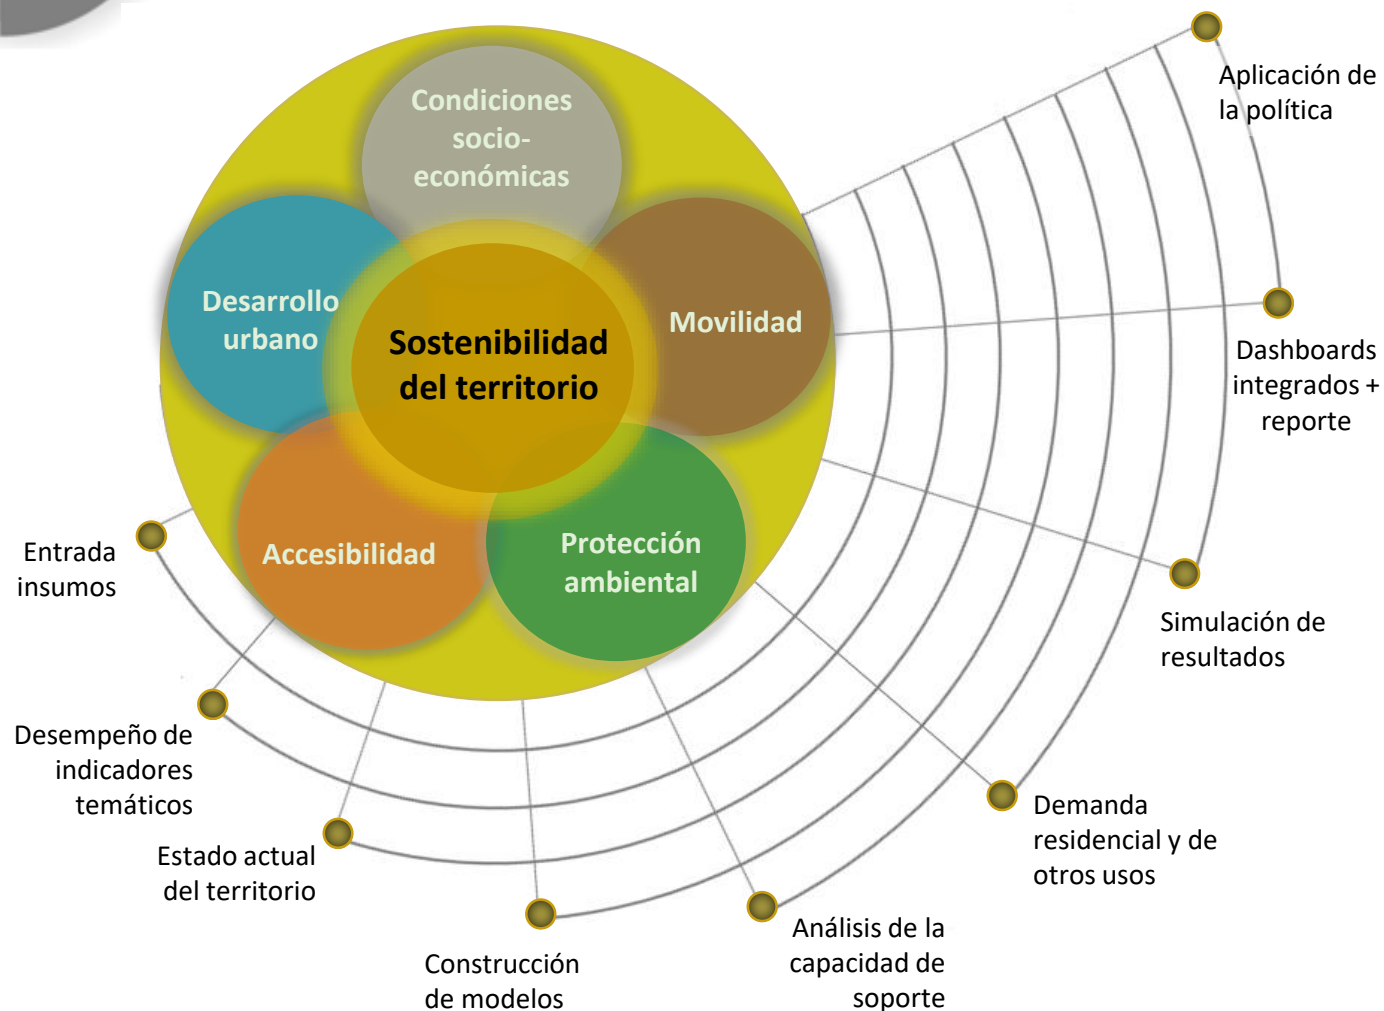 Condiciones
socio-
económicas
Desarrollo
urbano
Movilidad
Sostenibilidad
del territorio
Accesibilidad
Protección
ambiental
Aplicación de
la política
Dashboards
integrados +
reporte
Simulación de
resultados
Demanda
residencial y de
otros usos
Análisis de la
capacidad de
soporte
Construcción
de modelos
Estado actual
del territorio
Desempeño de
indicadores
temáticos
Entrada
insumos